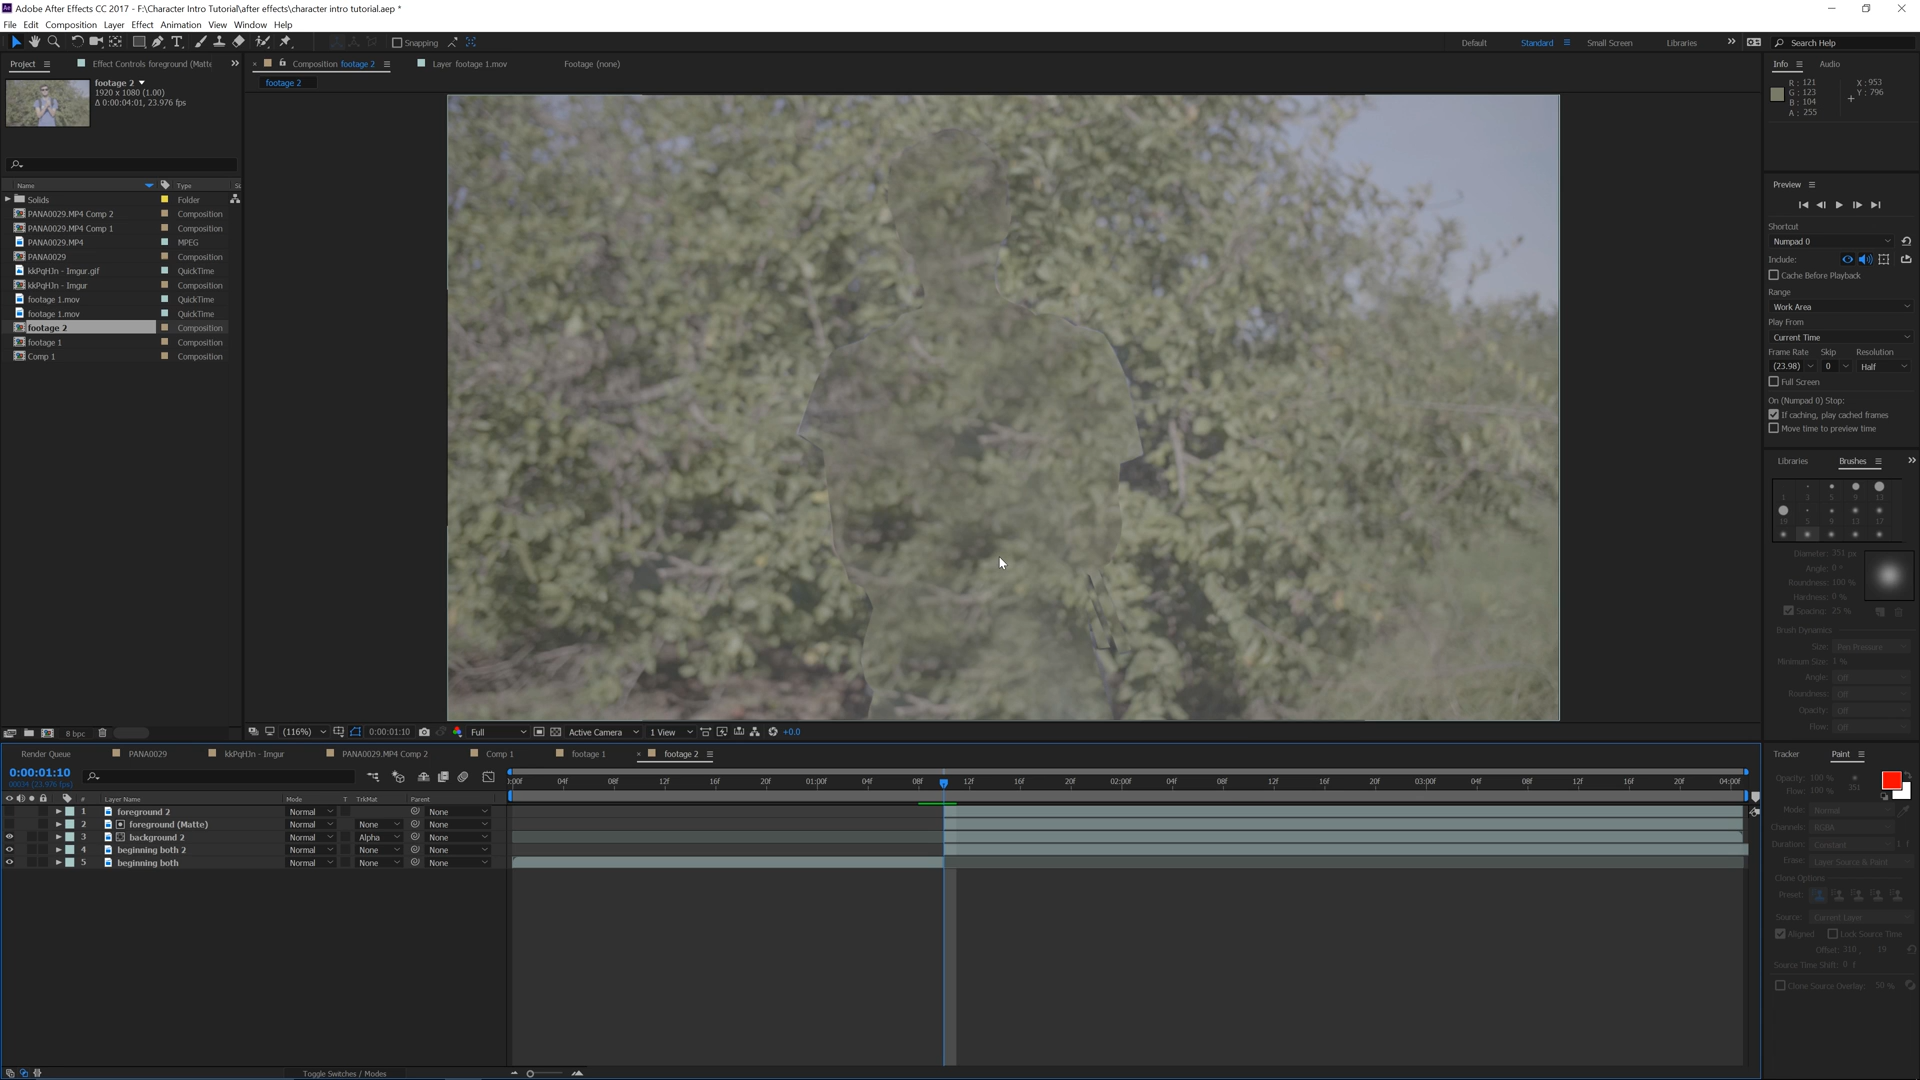 Adobe After Effects CC 2017 - F:\Character Intro Tutorial\after effects\character intro tutorial.aep *
File Edit Composition Layer Effect Animation View Window Help
Snapping Default Standard Small Screen Libraries Search Help
Project Effect Controls foreground (Matte Composition footage 2 Layer footage 1.mov Footage (none) Info Audio
footage 2
footage 2
1920 x 1080 (1.00)
Δ 0:00:04:01, 23.976 fps
R : 121
G : 123
B : 104
A : 255
X : 953
Y : 796
Name Type
Solids Folder
PANA0029.MP4 Comp 2 Composition
PANA0029.MP4 Comp 1 Composition
PANA0029.MP4 MPEG
PANA0029 Composition
kkPqHJn - Imgur.gif QuickTime
kkPqHJn - Imgur Composition
footage 1.mov QuickTime
footage 1.mov QuickTime
footage 2 Composition
footage 1 Composition
Comp 1 Composition
Preview
Shortcut
Numpad 0
Include:
Cache Before Playback
Range
Work Area
Play From
Current Time
Frame Rate Skip Resolution
(23.98) 0 Half
Full Screen
On (Numpad 0) Stop:
If caching, play cached frames
Move time to preview time
Libraries Brushes
1 3 5 9 13
19 5 9 13 17
Diameter: 351 px
Angle: 0 °
Roundness: 100 %
Hardness: 0 %
Spacing: 25 %
Brush Dynamics
Size: Pen Pressure
Minimum Size: 1 %
Angle: Off
Roundness: Off
Opacity: Off
Flow: Off
8 bpc (116%) 0:00:01:10 Full Active Camera 1 View +0.0
Render Queue PANA0029 kkPqHJn - Imgur PANA0029.MP4 Comp 2 Comp 1 footage 1 footage 2
0:00:01:10
00034 (23.976 fps)
:00f 04f 08f 12f 16f 20f 01:00f 04f 08f 12f 16f 20f 02:00f 04f 08f 12f 16f 20f 03:00f 04f 08f 12f 16f 20f 04:00f
# Layer Name Mode T TrkMat Parent
1 foreground 2 Normal None
2 foreground (Matte) Normal None None
3 background 2 Normal Alpha None
4 beginning both 2 Normal None None
5 beginning both Normal None None
Toggle Switches / Modes
Tracker Paint
Opacity: 100 %
Flow: 100 %
351
Mode: Normal
Channels: RGBA
Duration: Constant 1 f
Erase: Layer Source & Paint
Clone Options
Preset:
Source: Current Layer
Aligned Lock Source Time
Offset: 310 , 19
Source Time Shift: 0 f
Clone Source Overlay: 50 %